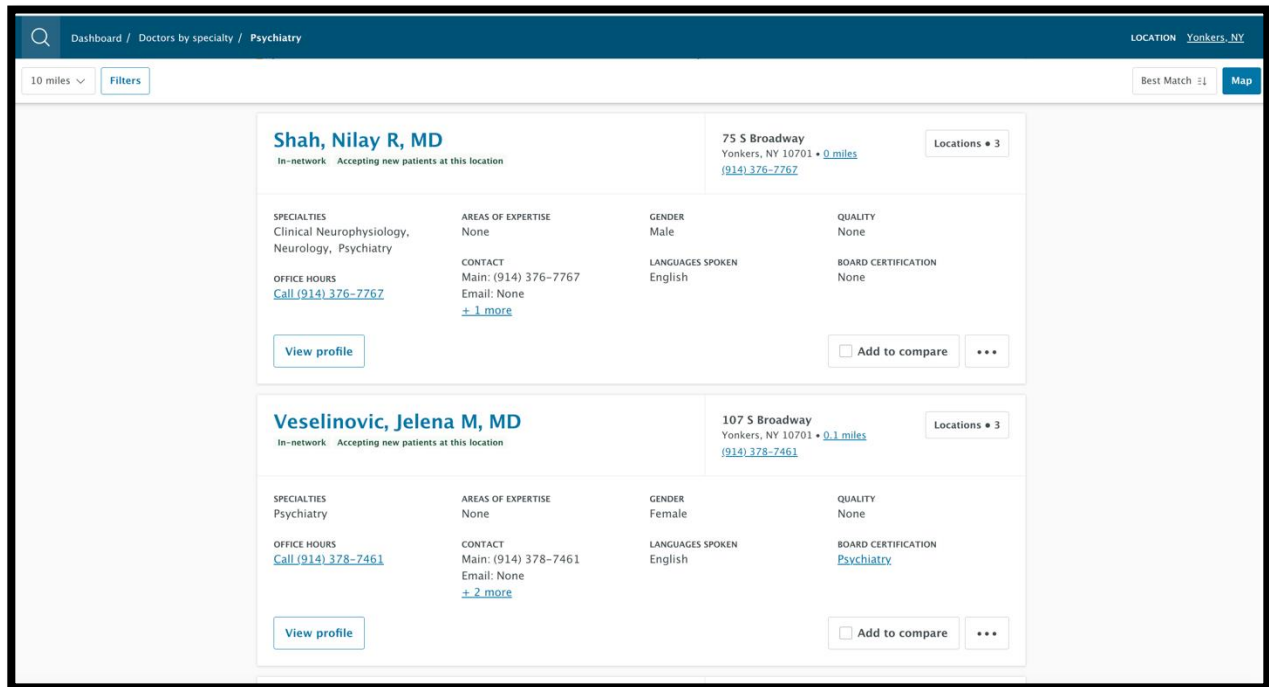 Dashboard / Doctors by specialty / Psychiatry
LOCATION Yonkers, NY
10 miles
Filters
Best Match
Map
Shah, Nilay R, MD
In-network Accepting new patients at this location
75 S Broadway
Yonkers, NY 10701 • 0 miles
(914) 376-7767
Locations • 3
SPECIALTIES
Clinical Neurophysiology,
Neurology, Psychiatry
OFFICE HOURS
Call (914) 376-7767
AREAS OF EXPERTISE
None
CONTACT
Main: (914) 376-7767
Email: None
+ 1 more
GENDER
Male
LANGUAGES SPOKEN
English
QUALITY
None
BOARD CERTIFICATION
None
View profile
Add to compare
•••
Veselinovic, Jelena M, MD
In-network Accepting new patients at this location
107 S Broadway
Yonkers, NY 10701 • 0.1 miles
(914) 378-7461
Locations • 3
SPECIALTIES
Psychiatry
OFFICE HOURS
Call (914) 378-7461
AREAS OF EXPERTISE
None
CONTACT
Main: (914) 378-7461
Email: None
+ 2 more
GENDER
Female
LANGUAGES SPOKEN
English
QUALITY
None
BOARD CERTIFICATION
Psychiatry
View profile
Add to compare
•••